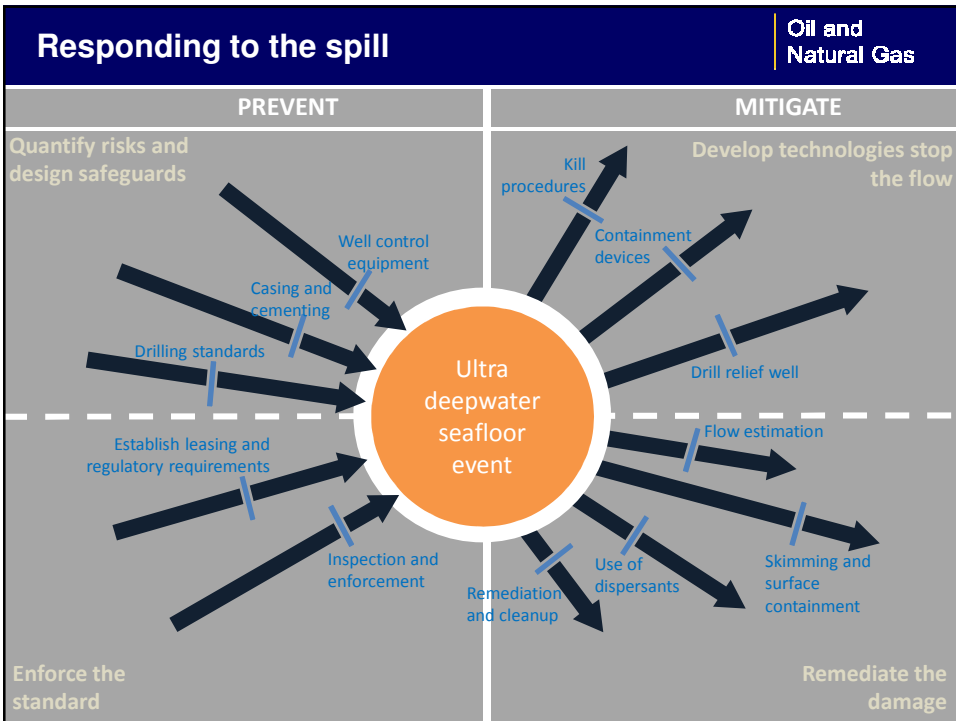 Responding to the spill
Oil and
Natural Gas
PREVENT
MITIGATE
Quantify risks and
design safeguards
Develop technologies stop
the flow
Well control
equipment
Casing and
cementing
Drilling standards
Kill
procedures
Containment
devices
Drill relief well
Ultra
deepwater
seafloor
event
Establish leasing and
regulatory requirements
Inspection and
enforcement
Flow estimation
Skimming and
surface
containment
Use of
dispersants
Remediation
and cleanup
Enforce the
standard
Remediate the
damage